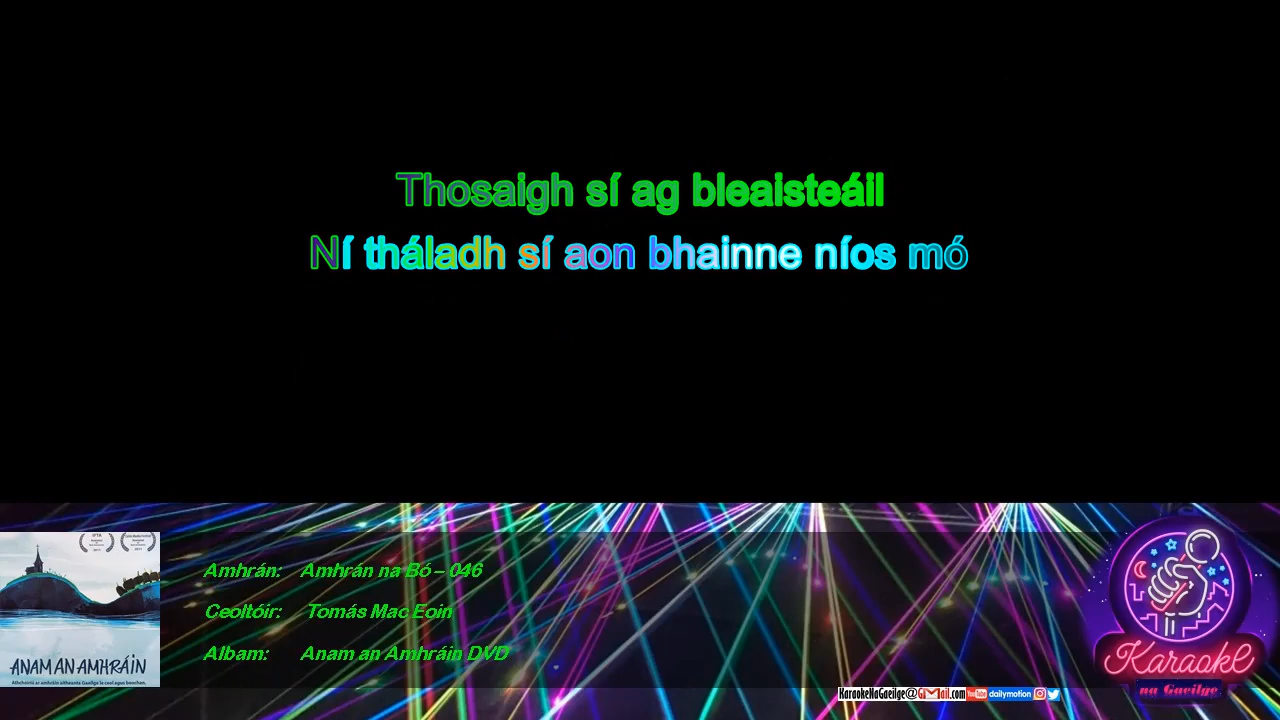 Thosaigh sí ag bleaisteáil
Ní tháladh sí aon bhainne níos mó
Amhrán: Amhrán na Bó – 046
Ceoltóir: Tomás Mac Eoin
Albam: Anam an Amhráin DVD
ANAM AN AMHRÁIN
Karaoke
na Gaeilge
KaraokeNaGaeilge@GMail.com YouTube dailymotion